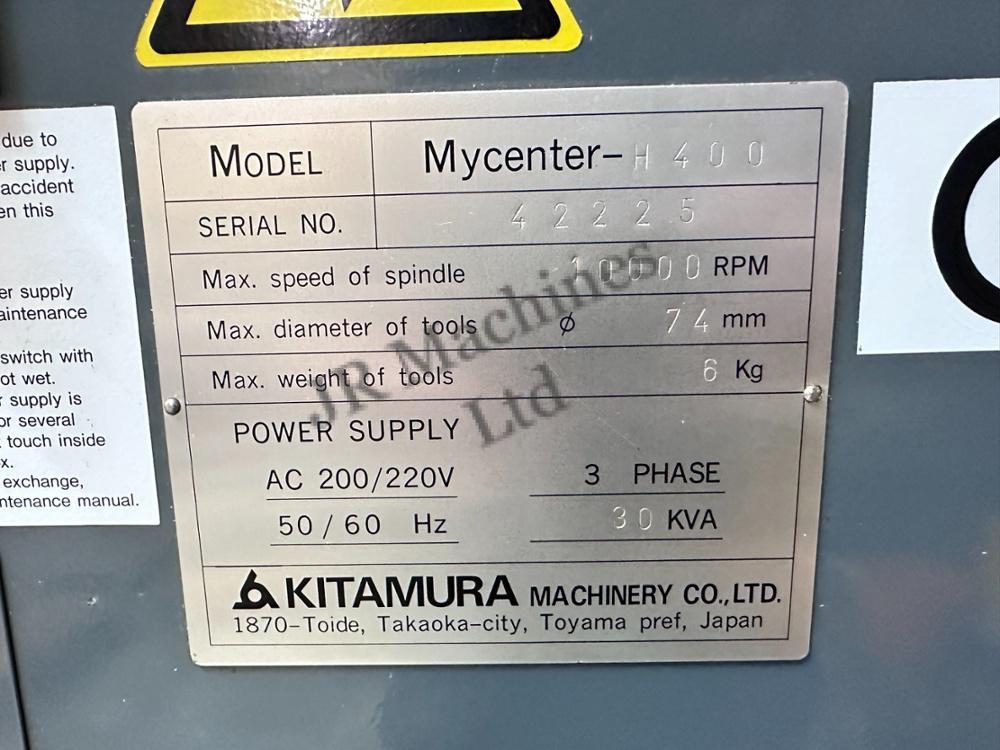 due to
r supply.
accident
en this
er supply
aintenance
switch with
ot wet.
r supply is
or several
touch inside
x.
exchange,
ntenance manual.
MODEL Mycenter-H400
SERIAL NO. 42225
Max. speed of spindle 10000 RPM
Max. diameter of tools ø 74 mm
Max. weight of tools 6 Kg
POWER SUPPLY
AC 200/220V 3 PHASE
50/60 Hz 30 KVA
KITAMURA MACHINERY CO.,LTD.
1870-Toide, Takaoka-city, Toyama pref, Japan
JR Machines
Ltd